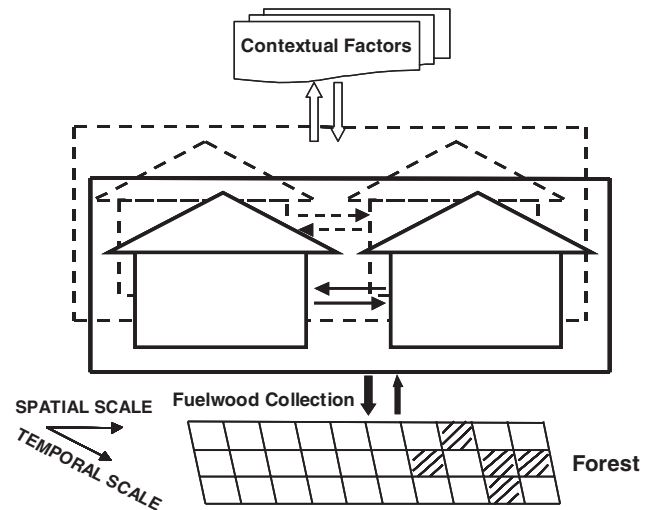 Contextual Factors
Fuelwood Collection
SPATIAL SCALE
TEMPORAL SCALE
Forest